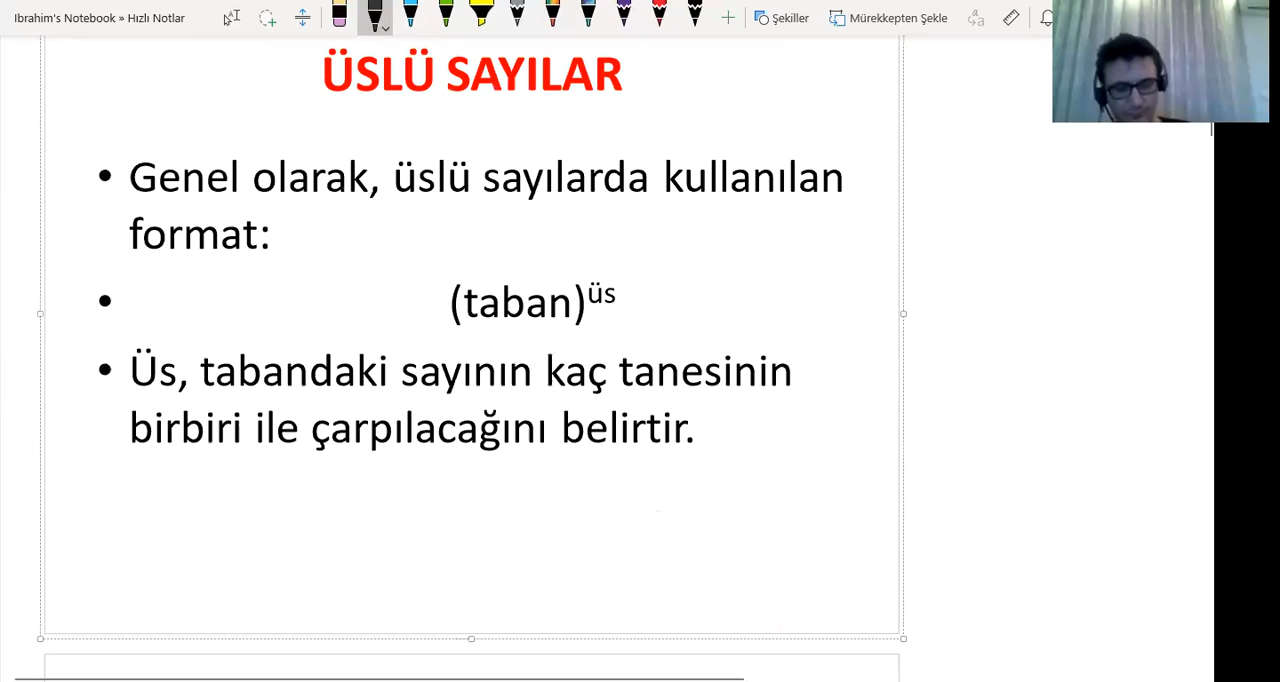 Ibrahim's Notebook » Hızlı Notlar
Şekiller
Mürekkepten Şekle
ÜSLÜ SAYILAR
• Genel olarak, üslü sayılarda kullanılan
format:
• (taban)^üs
• Üs, tabandaki sayının kaç tanesinin
birbiri ile çarpılacağını belirtir.